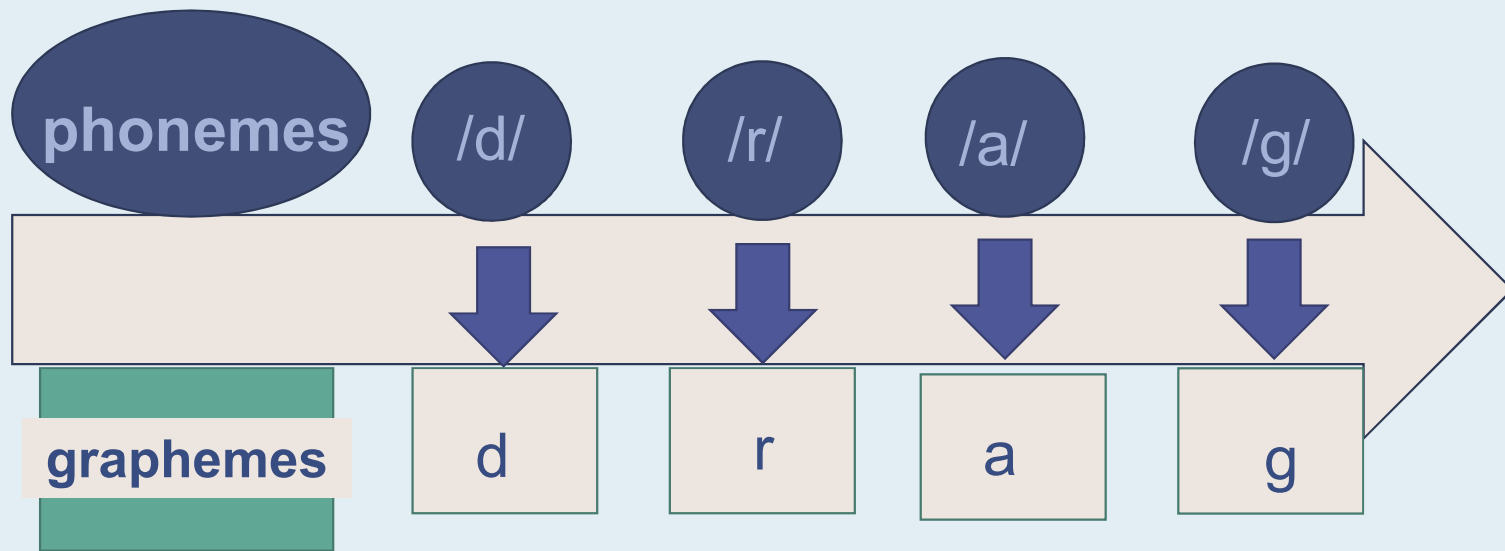 phonemes /d/ /r/ /a/ /g/
graphemes d r a g